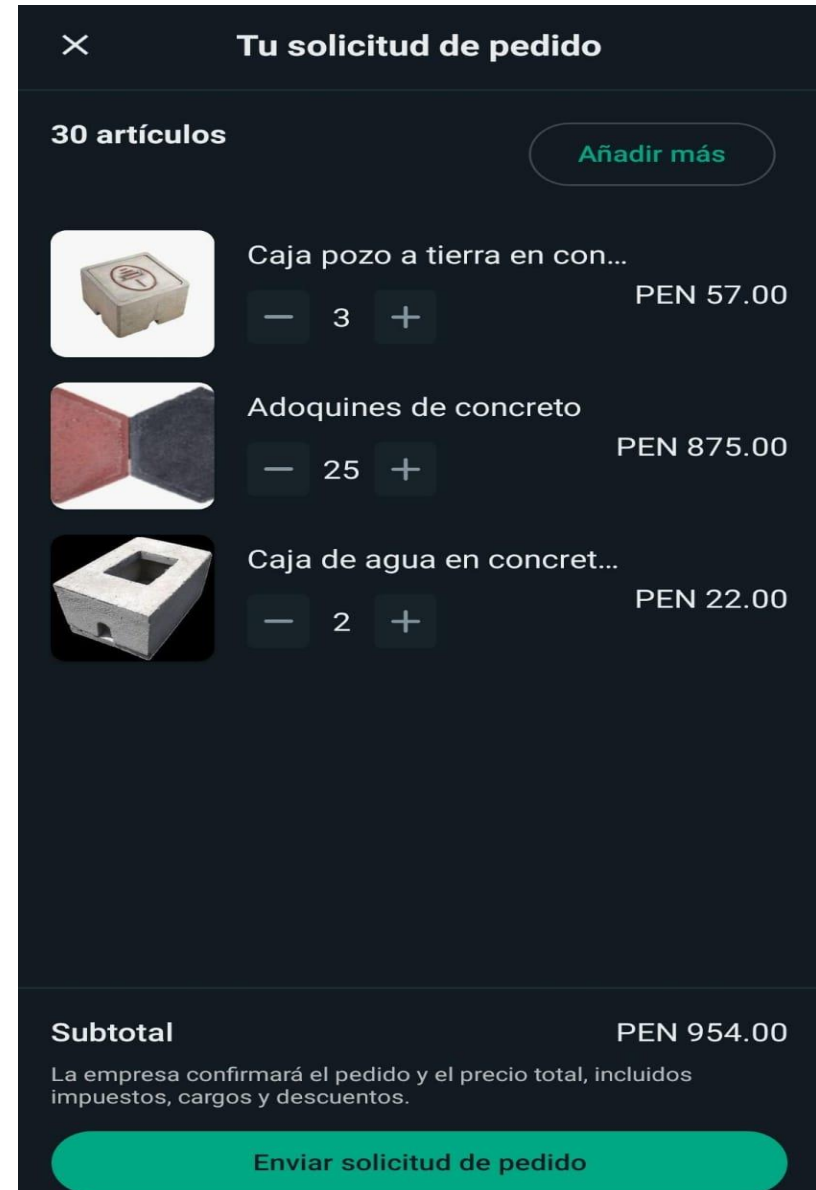 Tu solicitud de pedido
30 artículos
Añadir más
Caja pozo a tierra en con...
3
PEN 57.00
Adoquines de concreto
25
PEN 875.00
Caja de agua en concret...
2
PEN 22.00
Subtotal
PEN 954.00
La empresa confirmará el pedido y el precio total, incluidos
impuestos, cargos y descuentos.
Enviar solicitud de pedido